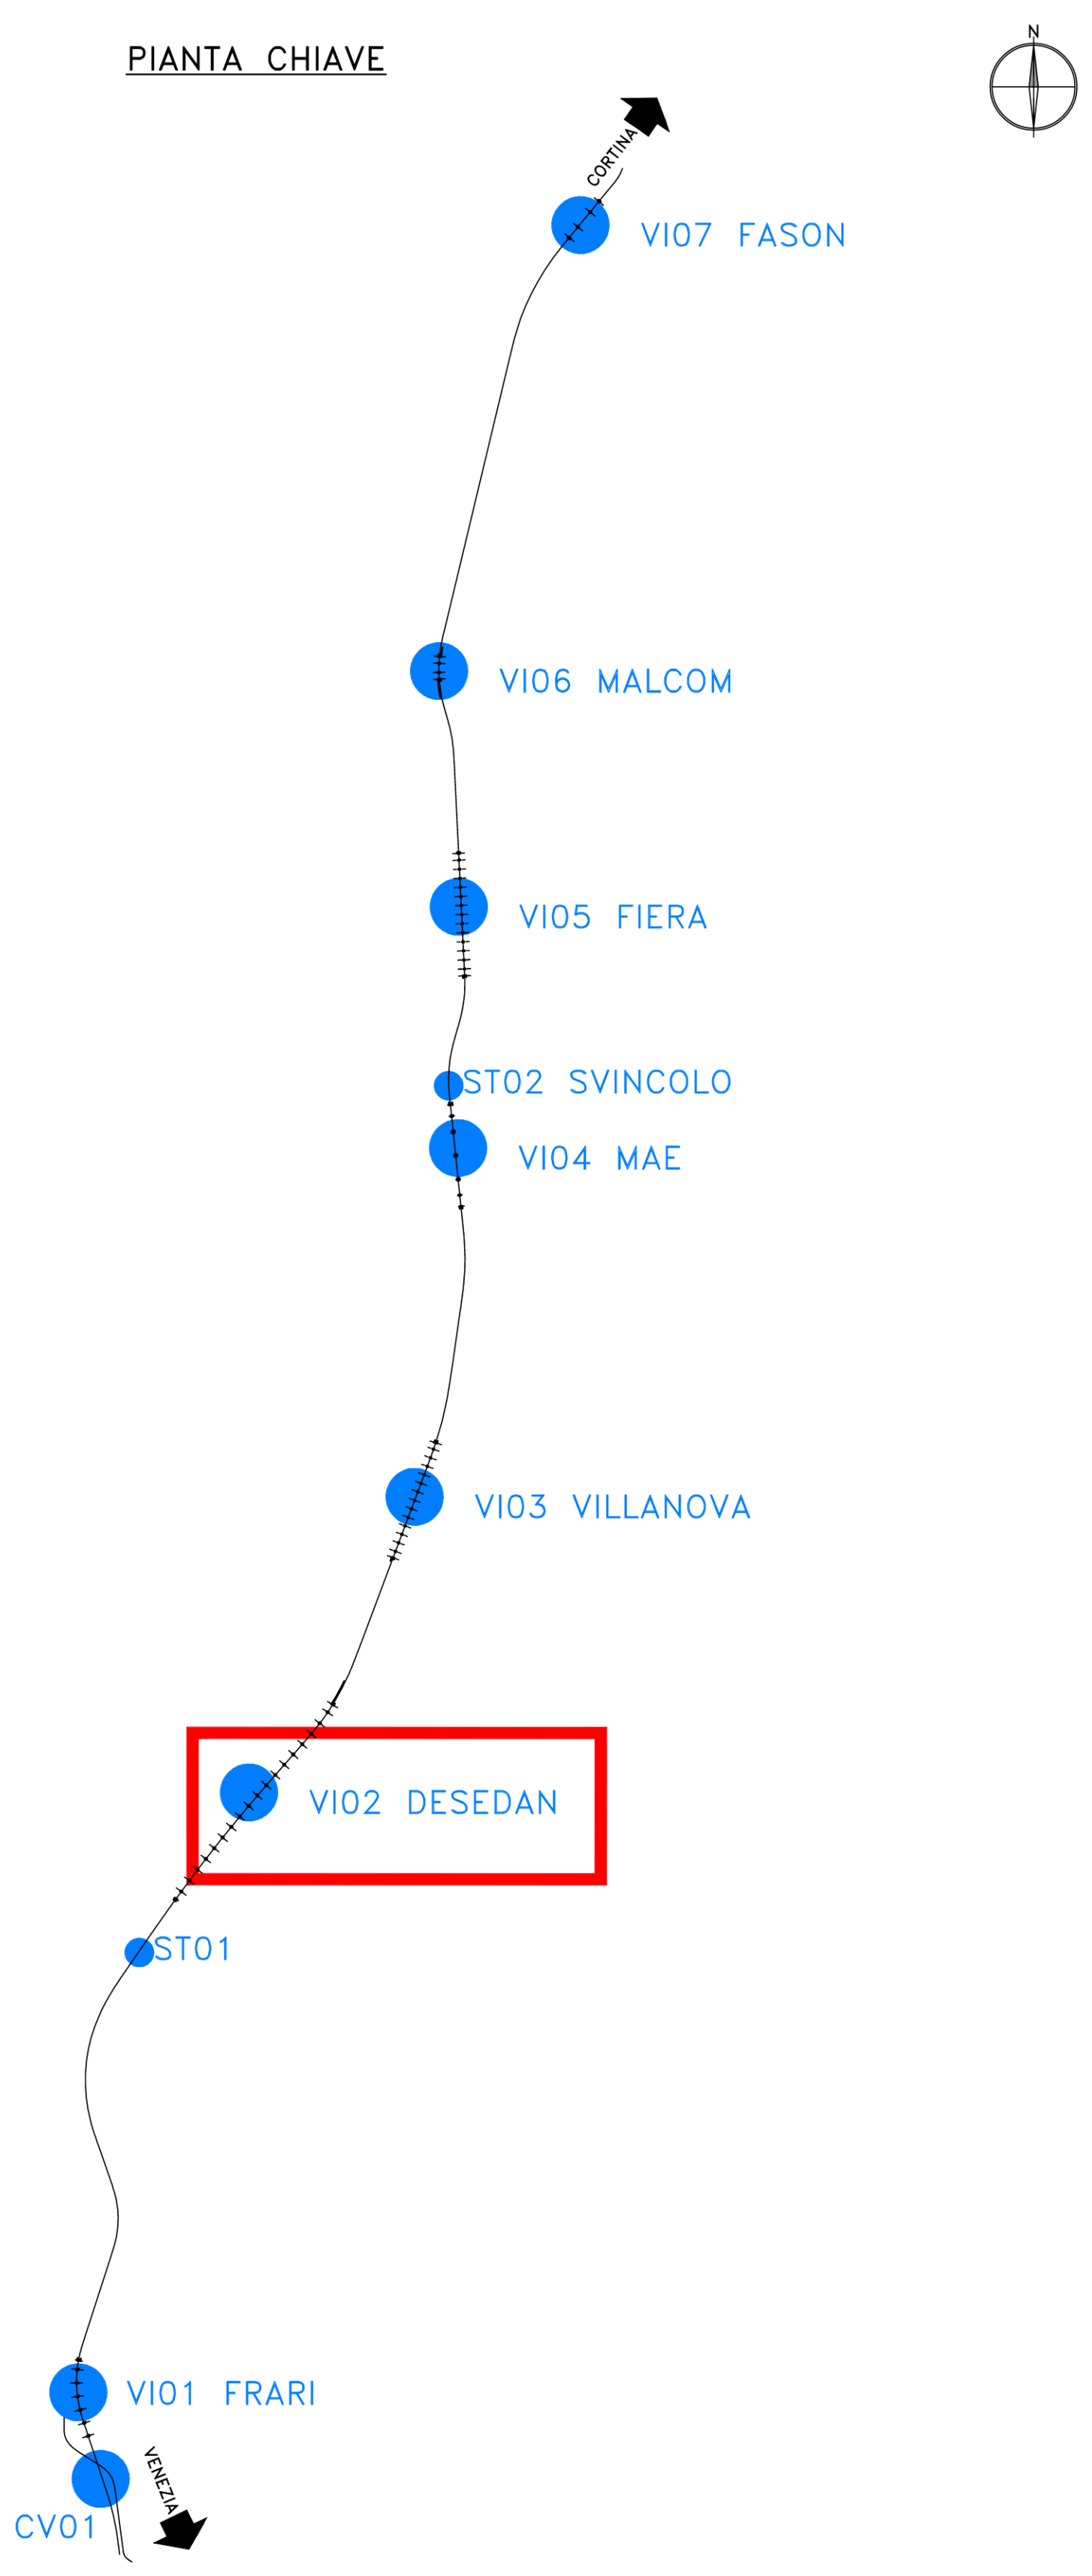 PIANTA CHIAVE
N
CORTINA
VI07 FASON
VI06 MALCOM
VI05 FIERA
ST02 SVINCOLO
VI04 MAE
VI03 VILLANOVA
VI02 DESEDAN
ST01
VI01 FRARI
VENEZIA
CV01